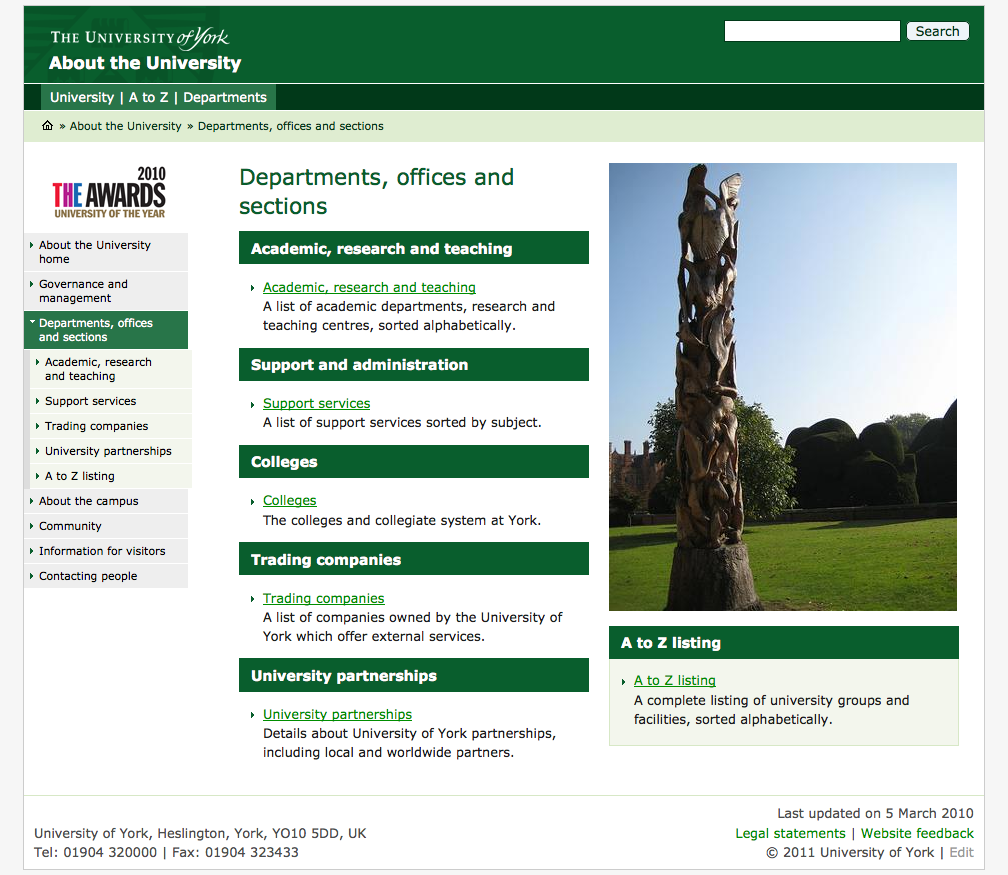 THE UNIVERSITY of York
About the University
Search
University | A to Z | Departments
» About the University » Departments, offices and sections
2010
THE AWARDS
UNIVERSITY OF THE YEAR
About the University
home
Governance and
management
Departments, offices
and sections
Academic, research
and teaching
Support services
Trading companies
University partnerships
A to Z listing
About the campus
Community
Information for visitors
Contacting people
Departments, offices and
sections
Academic, research and teaching
Academic, research and teaching
A list of academic departments, research and
teaching centres, sorted alphabetically.
Support and administration
Support services
A list of support services sorted by subject.
Colleges
Colleges
The colleges and collegiate system at York.
Trading companies
Trading companies
A list of companies owned by the University of
York which offer external services.
University partnerships
University partnerships
Details about University of York partnerships,
including local and worldwide partners.
A to Z listing
A to Z listing
A complete listing of university groups and
facilities, sorted alphabetically.
University of York, Heslington, York, YO10 5DD, UK
Tel: 01904 320000 | Fax: 01904 323433
Last updated on 5 March 2010
Legal statements | Website feedback
© 2011 University of York | Edit